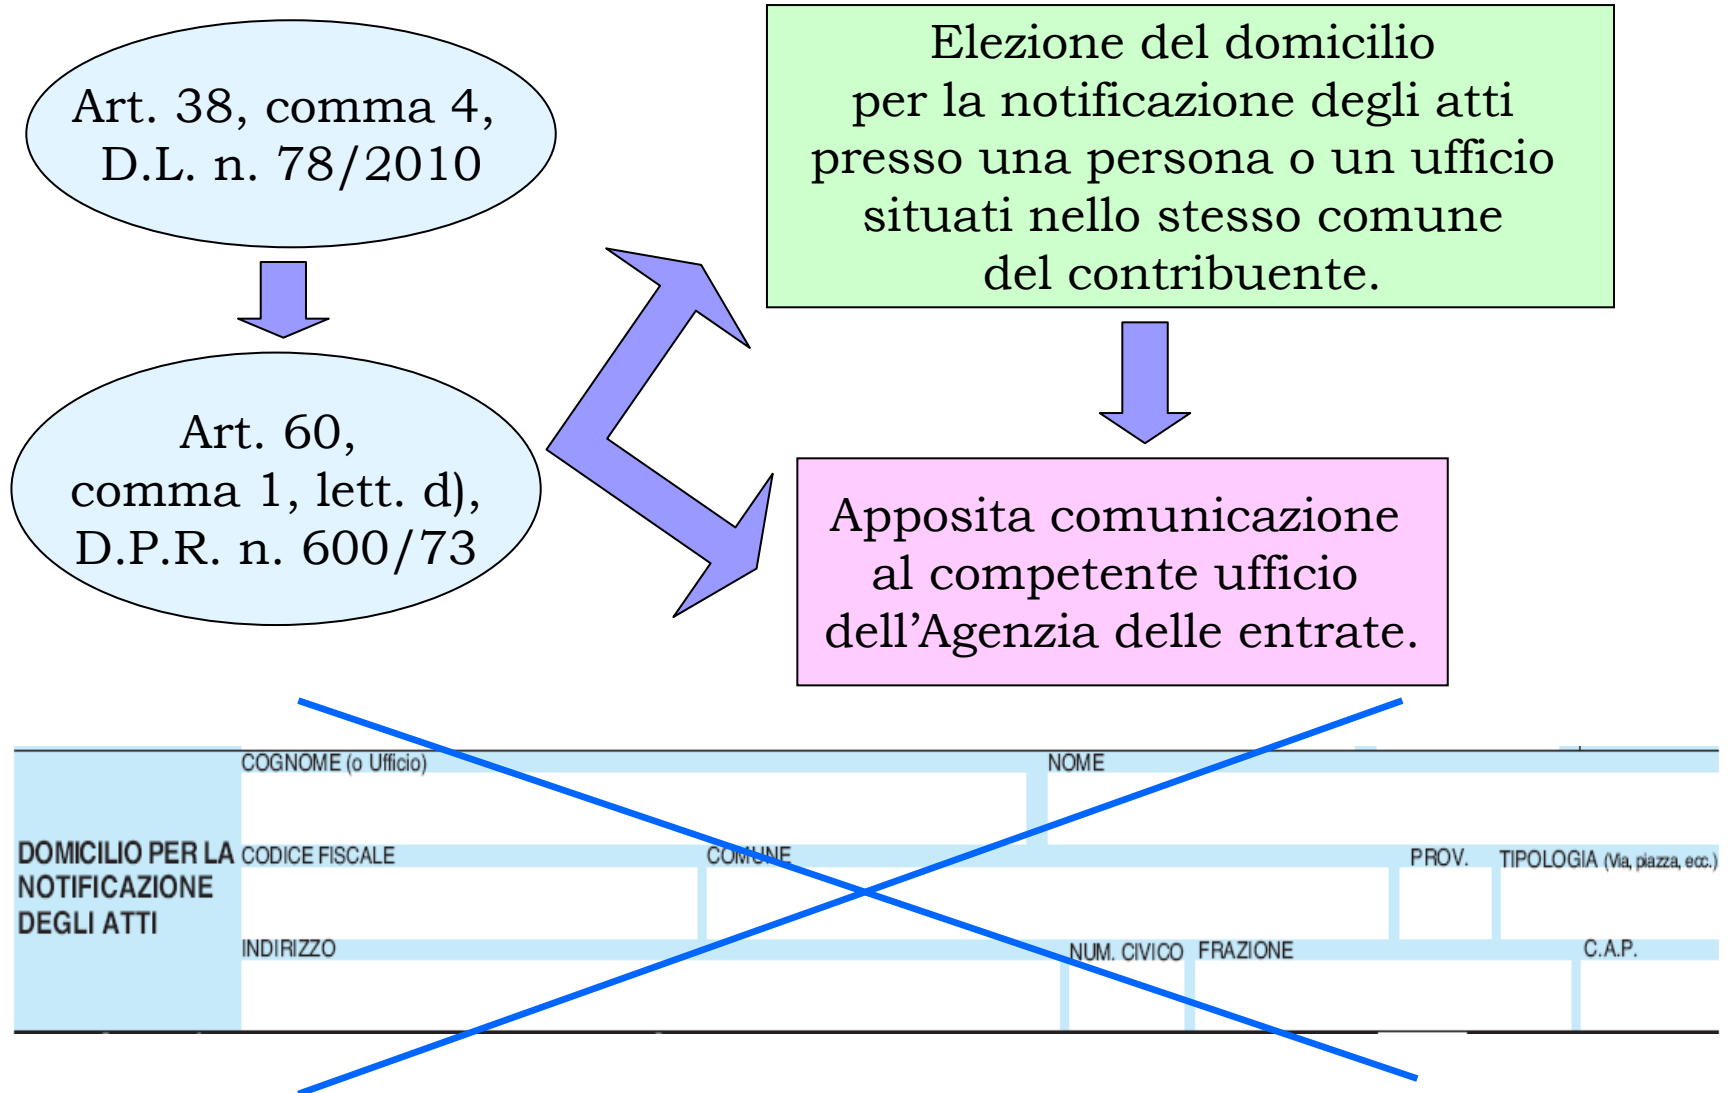 Art. 38, comma 4,
D.L. n. 78/2010
Elezione del domicilio
per la notificazione degli atti
presso una persona o un ufficio
situati nello stesso comune
del contribuente.
Art. 60,
comma 1, lett. d),
D.P.R. n. 600/73
Apposita comunicazione
al competente ufficio
dell’Agenzia delle entrate.
DOMICILIO PER LA
NOTIFICAZIONE
DEGLI ATTI
COGNOME (o Ufficio) NOME
CODICE FISCALE COMUNE PROV. TIPOLOGIA (Via, piazza, ecc.)
INDIRIZZO NUM. CIVICO FRAZIONE C.A.P.